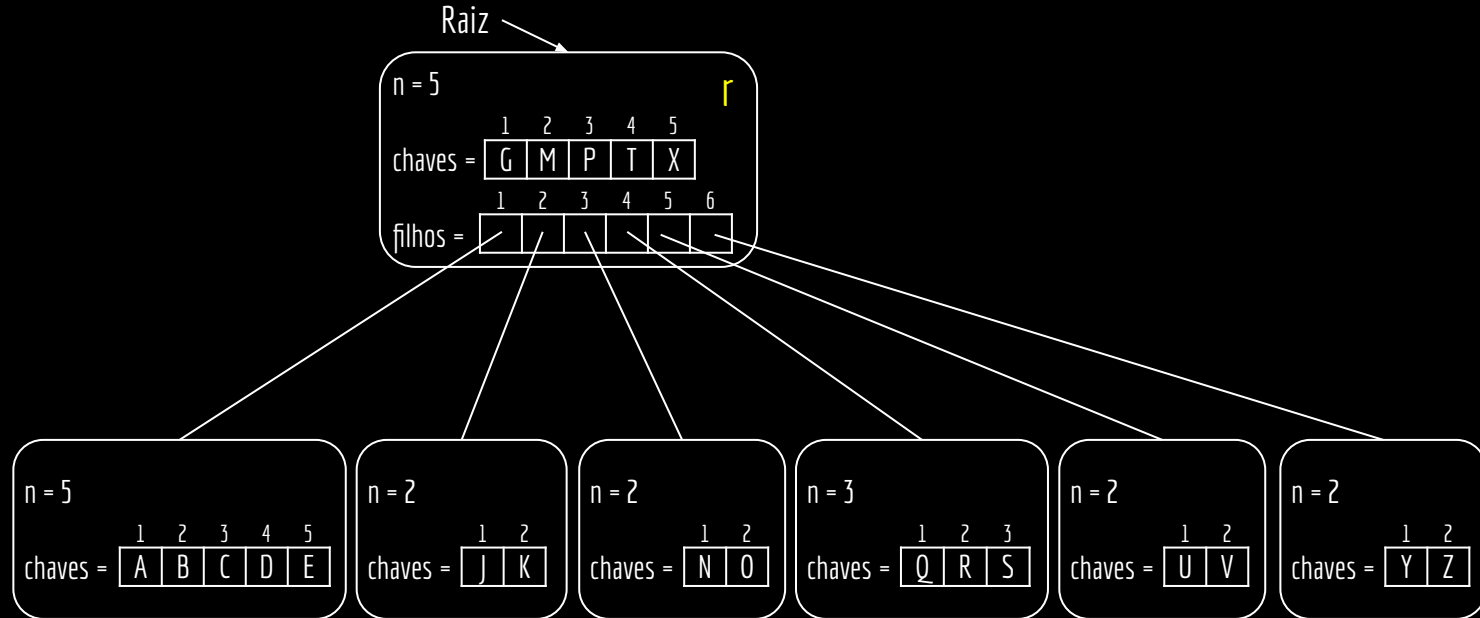 Raiz
n = 5 r
1 2 3 4 5
chaves = G M P T X
1 2 3 4 5 6
filhos =
n = 5
1 2 3 4 5
chaves = A B C D E
n = 2
1 2
chaves = J K
n = 2
1 2
chaves = N O
n = 3
1 2 3
chaves = Q R S
n = 2
1 2
chaves = U V
n = 2
1 2
chaves = Y Z